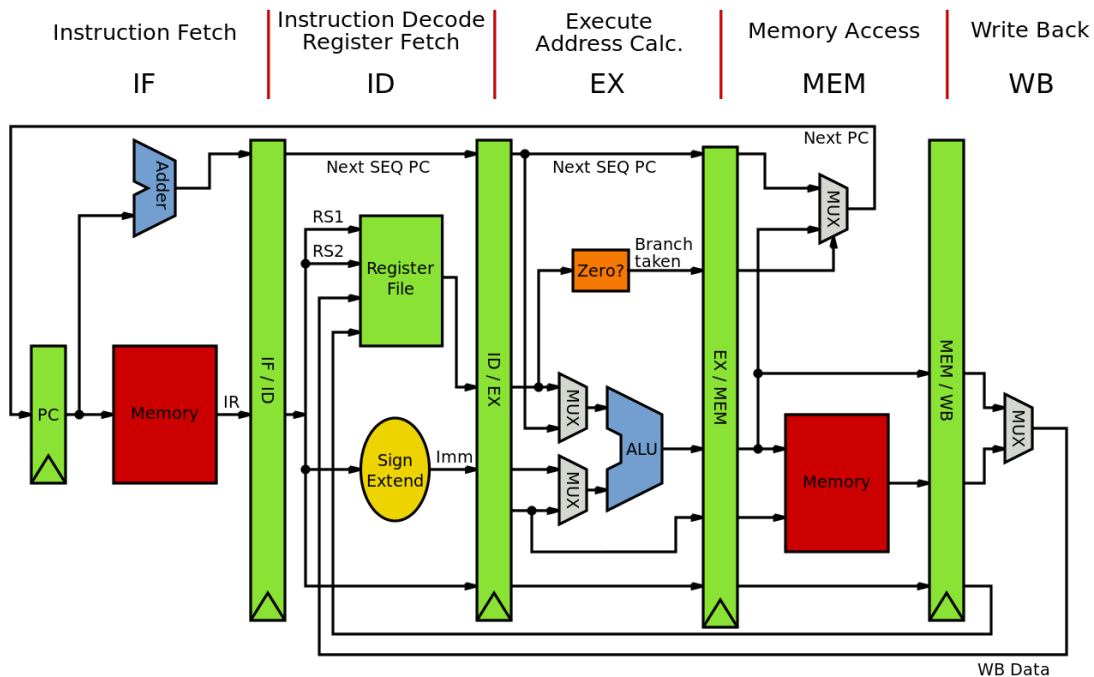 Instruction Fetch
IF
Instruction Decode
Register Fetch
ID
Execute
Address Calc.
EX
Memory Access
MEM
Write Back
WB
Next PC
Adder
Next SEQ PC
Next SEQ PC
RS1
RS2
Register
File
Zero?
Branch
taken
MUX
PC
Memory
IR
IF / ID
Sign
Extend
Imm
ID / EX
MUX
MUX
ALU
EX / MEM
Memory
MEM / WB
MUX
WB Data